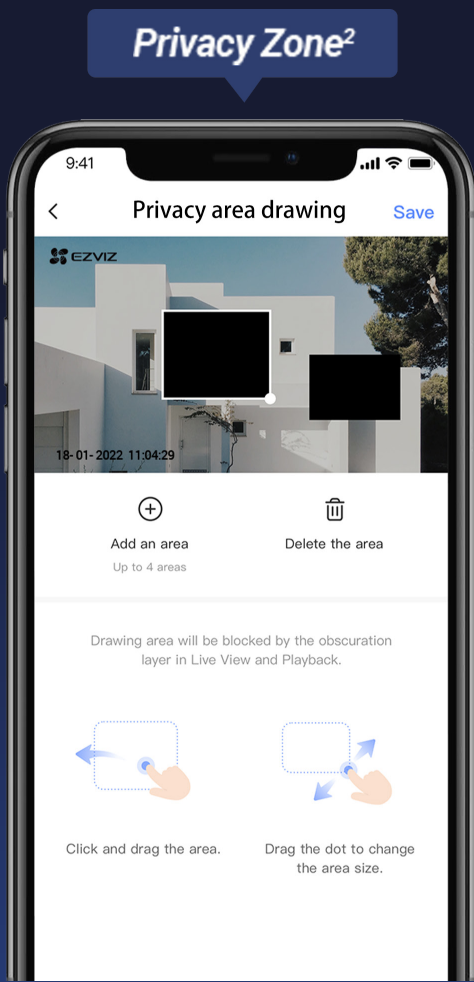 Privacy Zone²
9:41
Privacy area drawing
Save
EZVIZ
18-01-2022 11:04:29
Add an area
Delete the area
Up to 4 areas
Drawing area will be blocked by the obscuration
layer in Live View and Playback.
Click and drag the area.
Drag the dot to change
the area size.